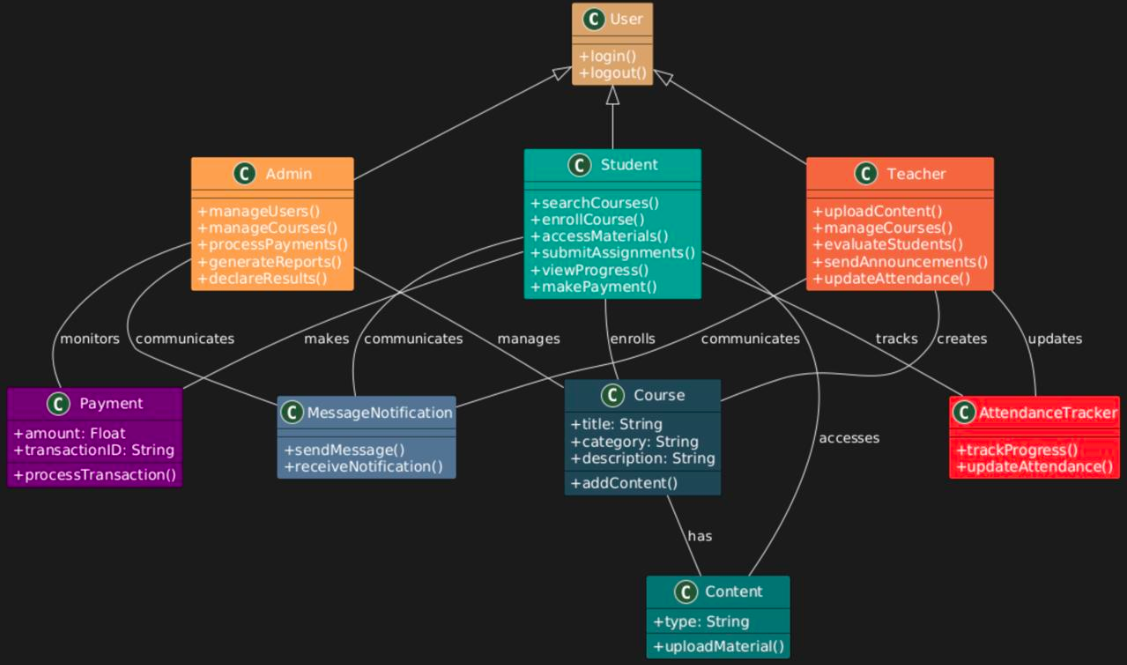 C User
+login()
+logout()
C Admin
+manageUsers()
+manageCourses()
+processPayments()
+generateReports()
+declareResults()
C Student
+searchCourses()
+enrollCourse()
+accessMaterials()
+submitAssignments()
+viewProgress()
+makePayment()
C Teacher
+uploadContent()
+manageCourses()
+evaluateStudents()
+sendAnnouncements()
+updateAttendance()
monitors
communicates
makes
communicates
manages
enrolls
communicates
tracks
creates
updates
C Payment
+amount: Float
+transactionID: String
+processTransaction()
C MessageNotification
+sendMessage()
+receiveNotification()
C Course
+title: String
+category: String
+description: String
+addContent()
accesses
C AttendanceTracker
+trackProgress()
+updateAttendance()
has
C Content
+type: String
+uploadMaterial()